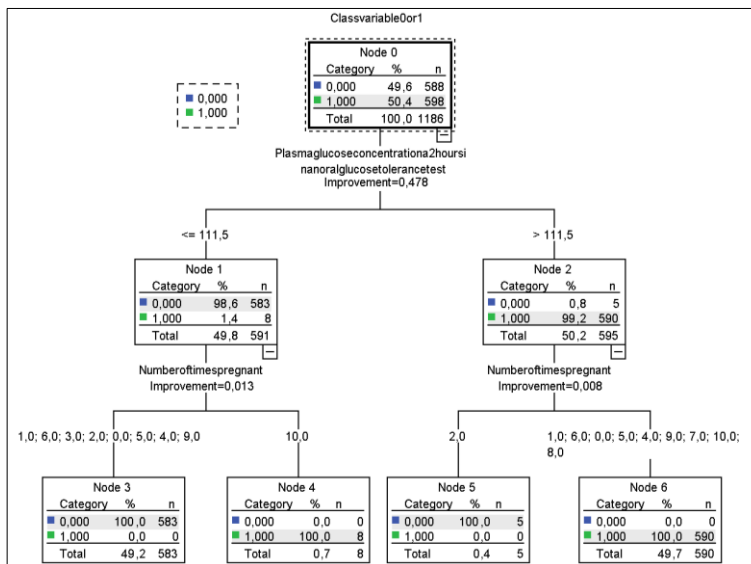 Classvariable0or1
Node 0
Category % n
0,000 49,6 588
1,000 50,4 598
Total 100,0 1186
0,000
1,000
Plasmaglucoseconcentrationa2hoursi
nanoralglucosetolerancetest
Improvement=0,478
<= 111,5
> 111,5
Node 1
Category % n
0,000 98,6 583
1,000 1,4 8
Total 49,8 591
Node 2
Category % n
0,000 0,8 5
1,000 99,2 590
Total 50,2 595
Numberoftimespregnant
Improvement=0,013
Numberoftimespregnant
Improvement=0,008
1,0; 6,0; 3,0; 2,0; 0,0; 5,0; 4,0; 9,0
10,0
2,0
1,0; 6,0; 0,0; 5,0; 4,0; 9,0; 7,0; 10,0;
8,0
Node 3
Category % n
0,000 100,0 583
1,000 0,0 0
Total 49,2 583
Node 4
Category % n
0,000 0,0 0
1,000 100,0 8
Total 0,7 8
Node 5
Category % n
0,000 100,0 5
1,000 0,0 0
Total 0,4 5
Node 6
Category % n
0,000 0,0 0
1,000 100,0 590
Total 49,7 590